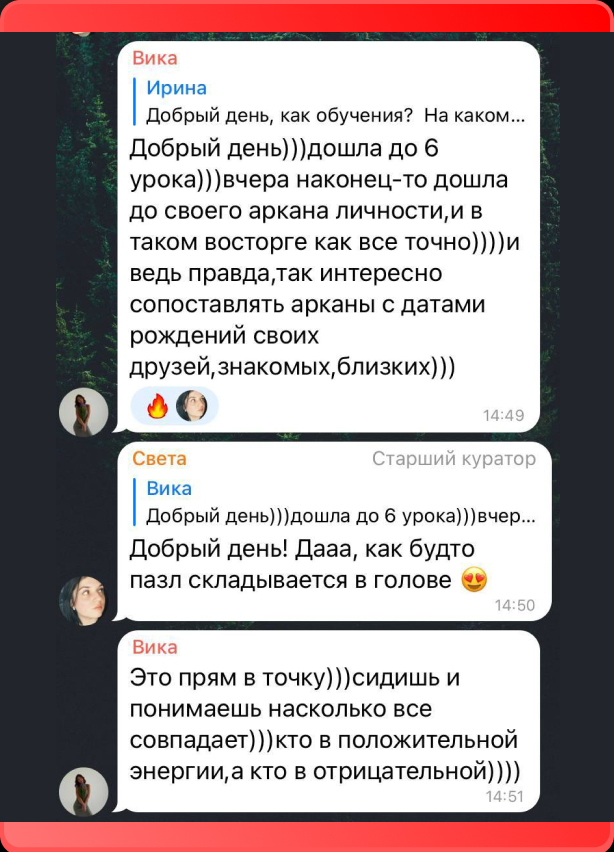 Вика
Ирина
Добрый день, как обучения? На каком...
Добрый день)))дошла до 6
урока)))вчера наконец-то дошла
до своего аркана личности,и в
таком восторге как все точно))))и
ведь правда,так интересно
сопоставлять арканы с датами
рождений своих
друзей,знакомых,близких)))
🔥
14:49
Света Старший куратор
Вика
Добрый день)))дошла до 6 урока)))вчер...
Добрый день! Дааа, как будто
пазл складывается в голове 😍
14:50
Вика
Это прям в точку)))сидишь и
понимаешь насколько все
совпадает)))кто в положительной
энергии,а кто в отрицательной))))
14:51